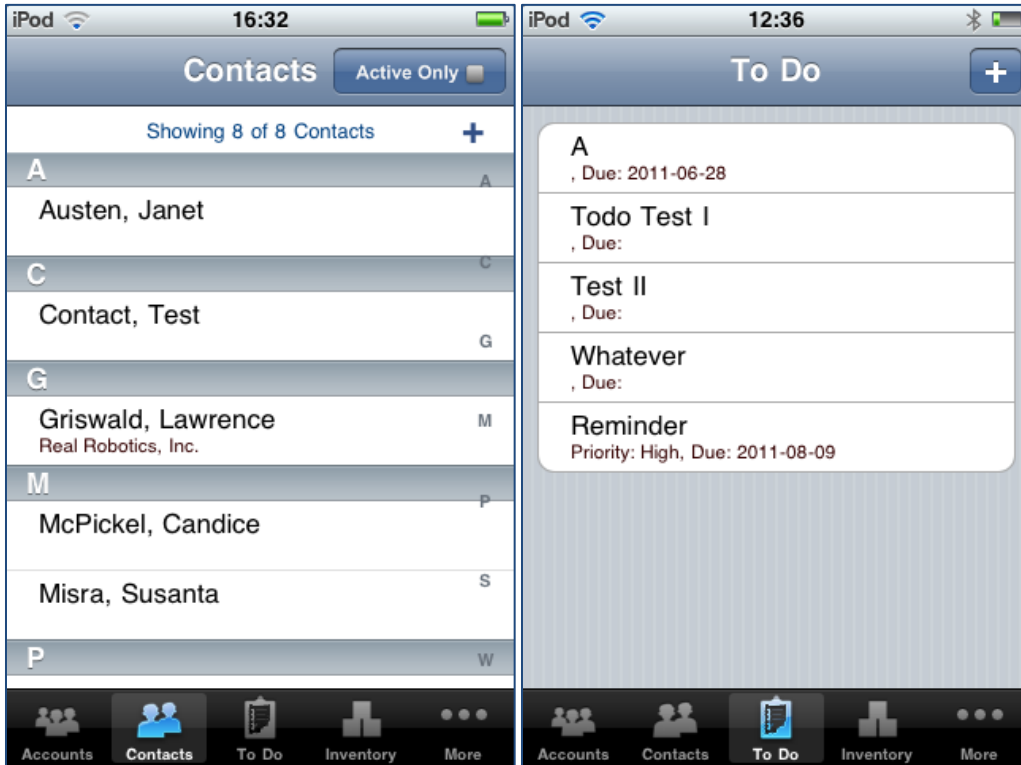 iPod 16:32
Contacts Active Only
Showing 8 of 8 Contacts +
A
A
Austen, Janet
C
C
Contact, Test
G
G
Griswald, Lawrence
M
Real Robotics, Inc.
M
P
McPickel, Candice
S
Misra, Susanta
P
W
Accounts Contacts To Do Inventory More
iPod 12:36
To Do +
A
, Due: 2011-06-28
Todo Test I
, Due:
Test II
, Due:
Whatever
, Due:
Reminder
Priority: High, Due: 2011-08-09
Accounts Contacts To Do Inventory More